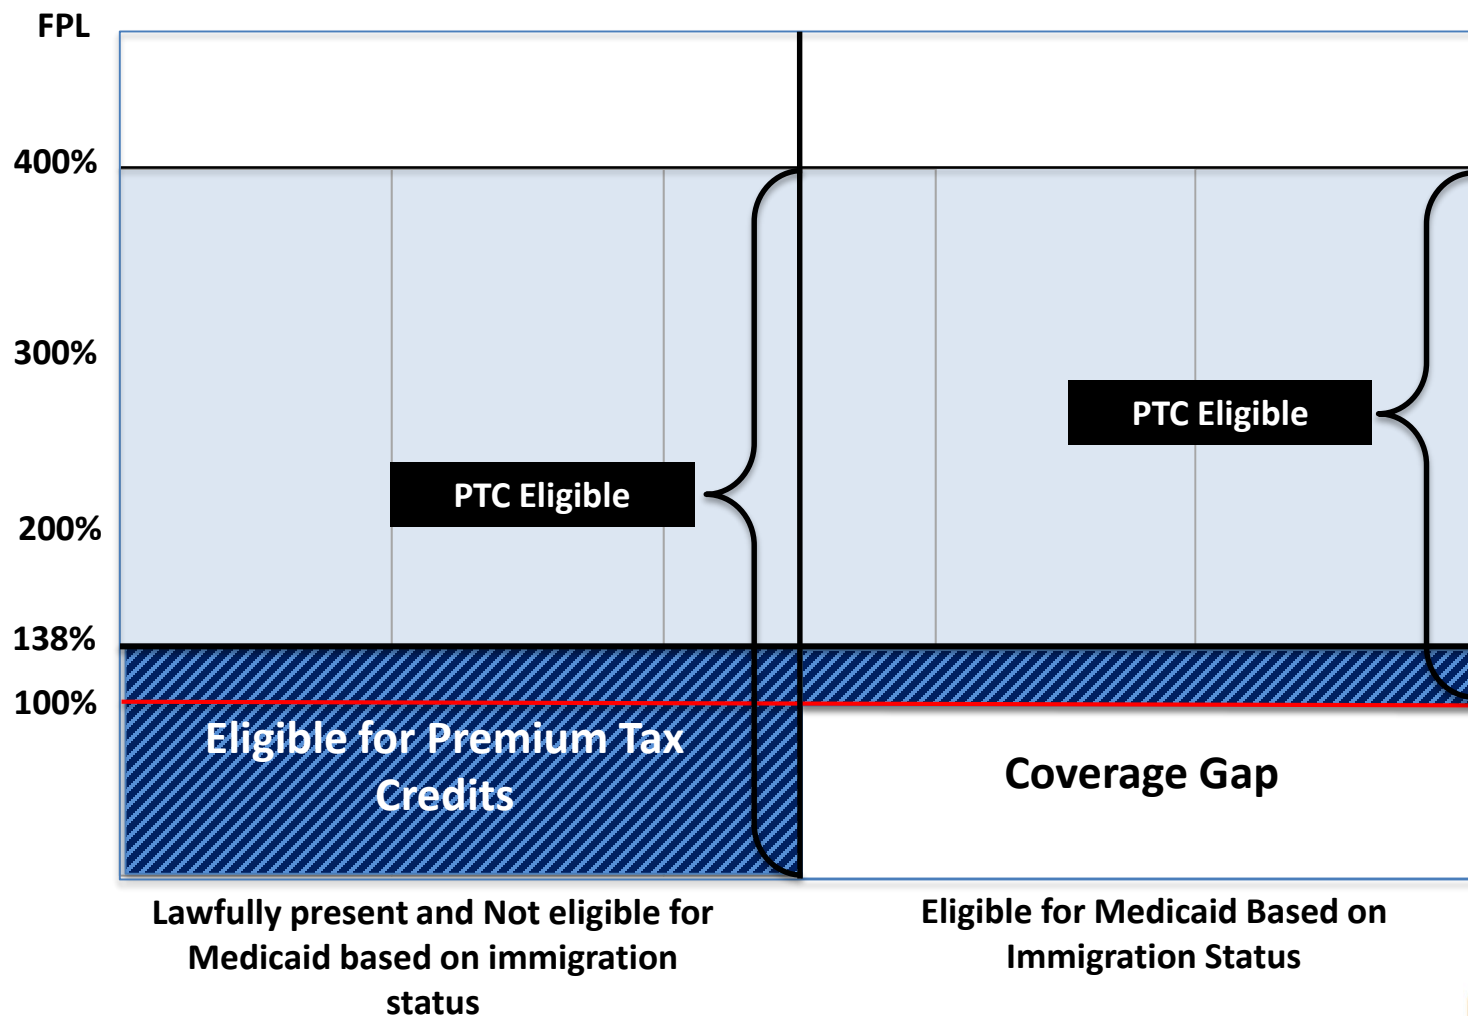 FPL
400%
300%
PTC Eligible
PTC Eligible
200%
138%
100%
Eligible for Premium Tax
Credits
Coverage Gap
Lawfully present and Not eligible for
Medicaid based on immigration
status
Eligible for Medicaid Based on
Immigration Status